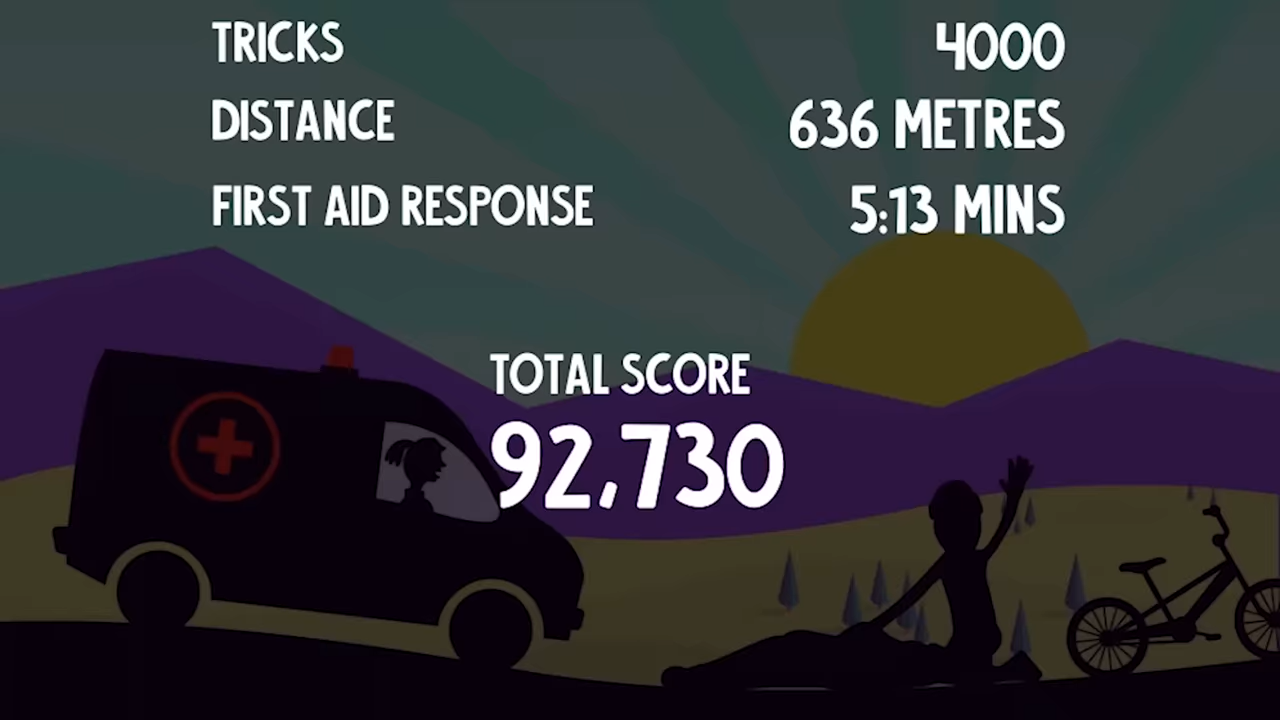 TRICKS 4000
DISTANCE 636 METRES
FIRST AID RESPONSE 5:13 MINS
TOTAL SCORE
92,730